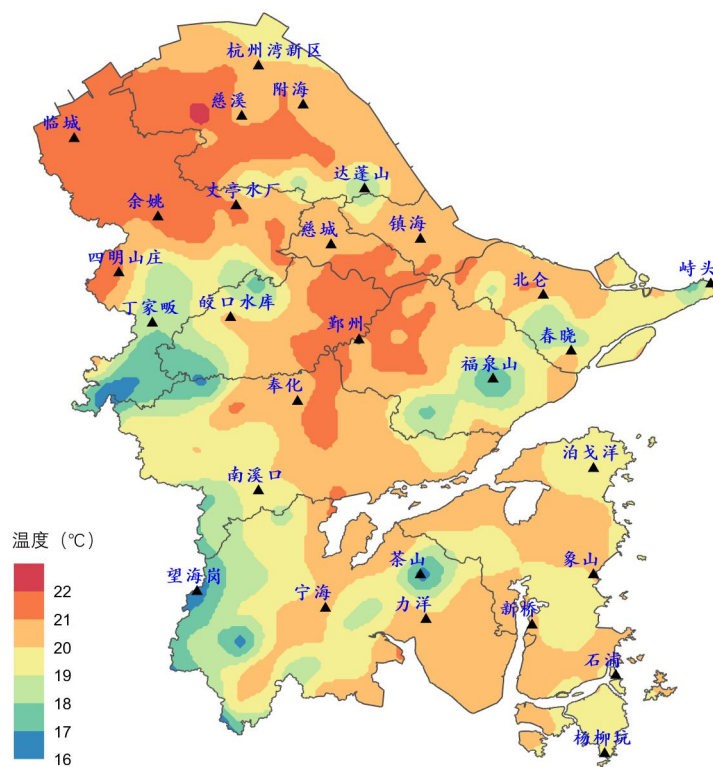 杭州湾新区
附海
慈溪
临城
达蓬山
丈亭水厂
余姚
镇海
慈城
四明山庄
峙头
北仑
丁家畈
皎口水库
鄞州
春晓
福泉山
奉化
泊戈洋
南溪口
温度（℃）
22
21
20
19
18
17
16
望海岗
茶山
象山
宁海
力洋
新桥
石浦
杨柳坑